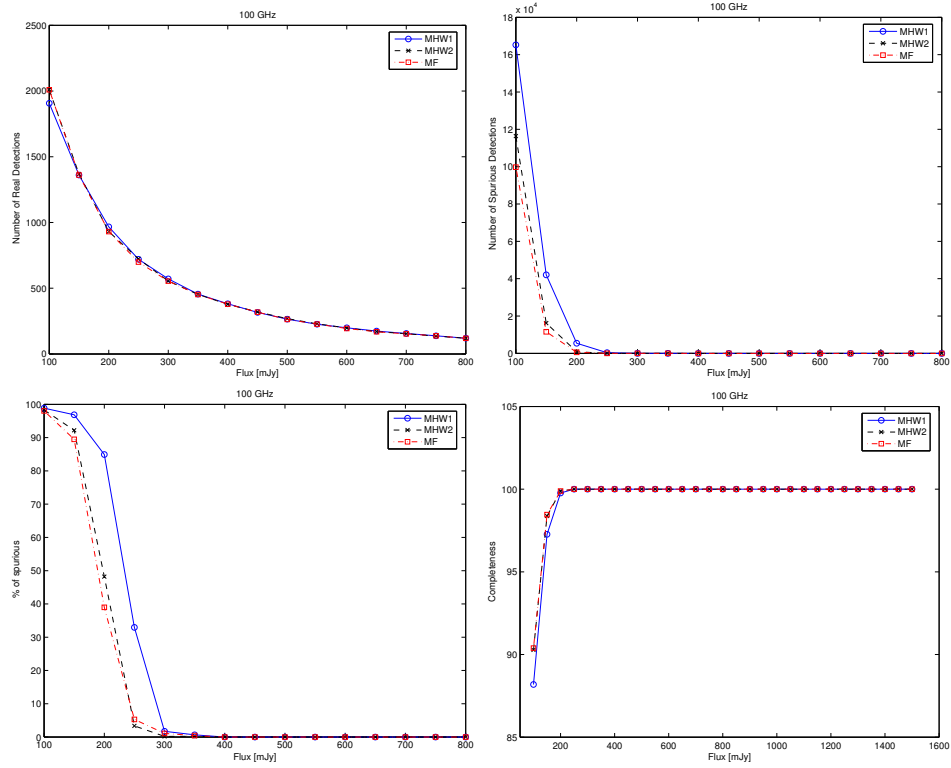 100 GHz
2500
2000
1500
1000
500
0
100 200 300 400 500 600 700 800
Number of Real Detections
Flux [mJy]
MHW1
MHW2
MF
100 GHz
x 10^4
18
16
14
12
10
8
6
4
2
0
100 200 300 400 500 600 700 800
Number of Spurious Detections
Flux [mJy]
MHW1
MHW2
MF
100 GHz
100
90
80
70
60
50
40
30
20
10
0
100 200 300 400 500 600 700 800
% of spurious
Flux [mJy]
MHW1
MHW2
MF
100 GHz
105
100
95
90
85
200 400 600 800 1000 1200 1400 1600
Completeness
Flux [mJy]
MHW1
MHW2
MF